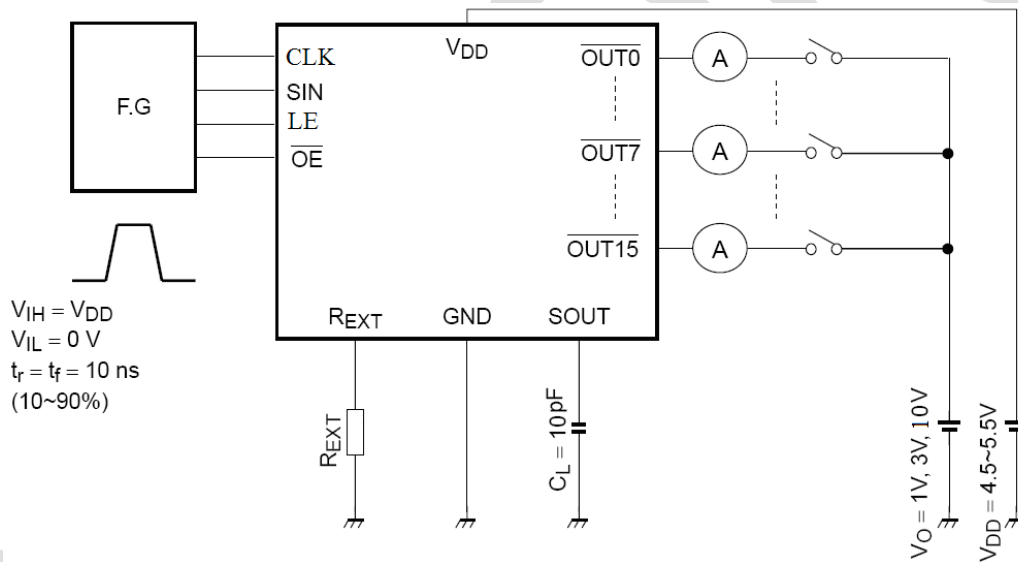 F.G
CLK
SIN
LE
OE
VDD
OUT0
OUT7
OUT15
A
A
A
REXT
GND
SOUT
VIH = VDD
VIL = 0 V
tr = tf = 10 ns
(10~90%)
REXT
CL = 10pF
VO = 1V, 3V, 10V
VDD = 4.5~5.5V